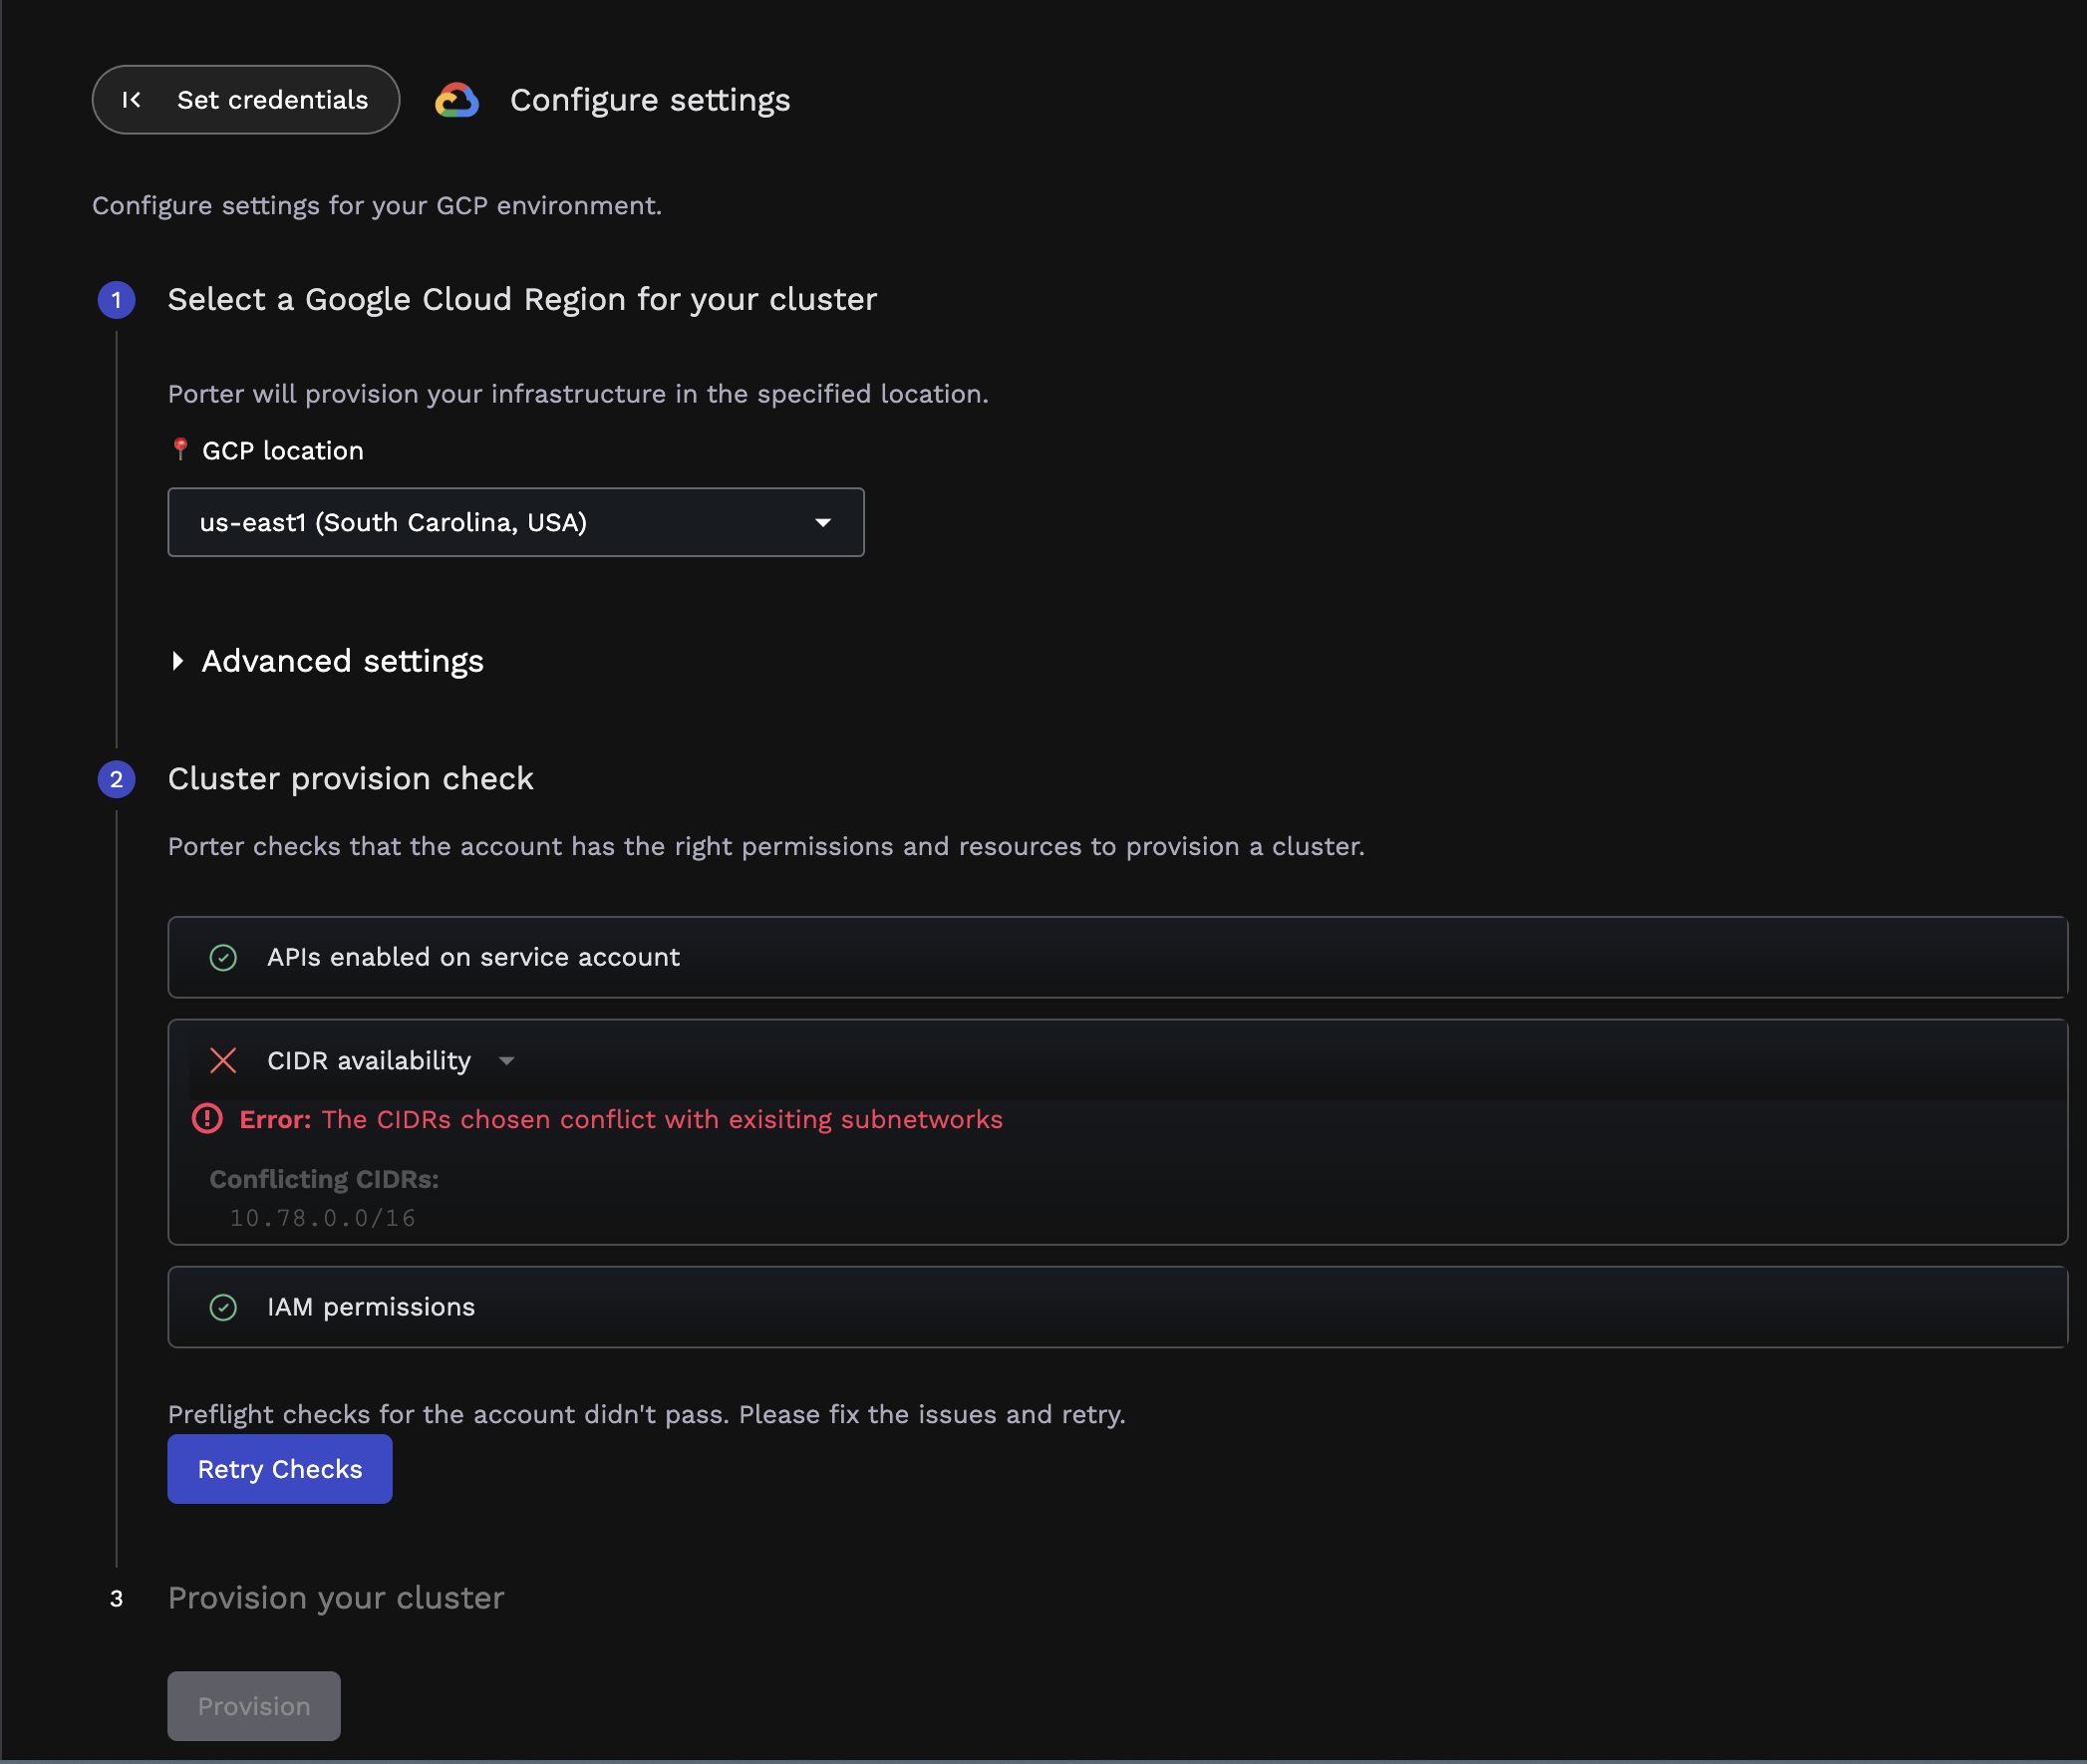 Set credentials
Configure settings
Configure settings for your GCP environment.
1
Select a Google Cloud Region for your cluster
Porter will provision your infrastructure in the specified location.
GCP location
us-east1 (South Carolina, USA)
Advanced settings
2
Cluster provision check
Porter checks that the account has the right permissions and resources to provision a cluster.
APIs enabled on service account
CIDR availability
Error: The CIDRs chosen conflict with exisiting subnetworks
Conflicting CIDRs:
10.78.0.0/16
IAM permissions
Preflight checks for the account didn't pass. Please fix the issues and retry.
Retry Checks
3
Provision your cluster
Provision